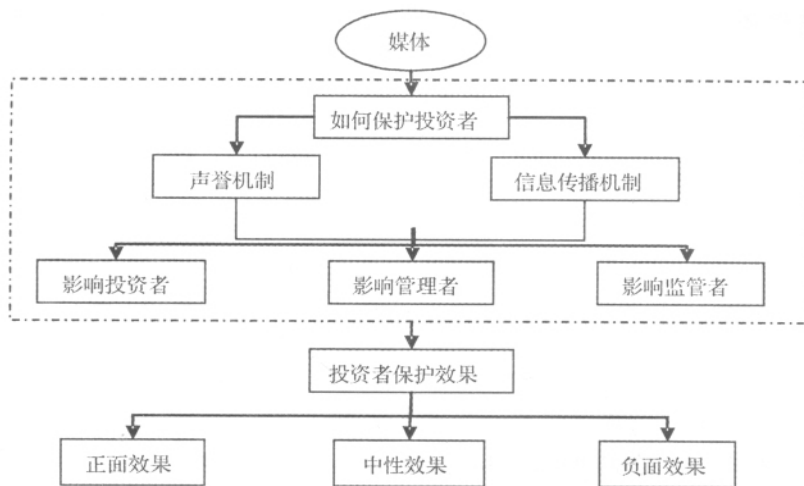 媒体
如何保护投资者
声誉机制
信息传播机制
影响投资者
影响管理者
影响监管者
投资者保护效果
正面效果
中性效果
负面效果